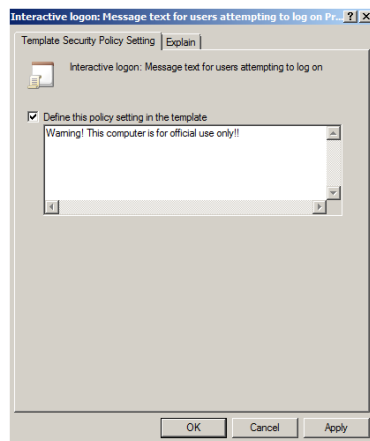 Interactive logon: Message text for users attempting to log on Pr...
Template Security Policy Setting
Explain
Interactive logon: Message text for users attempting to log on
Define this policy setting in the template
Warning! This computer is for official use only!!
OK
Cancel
Apply